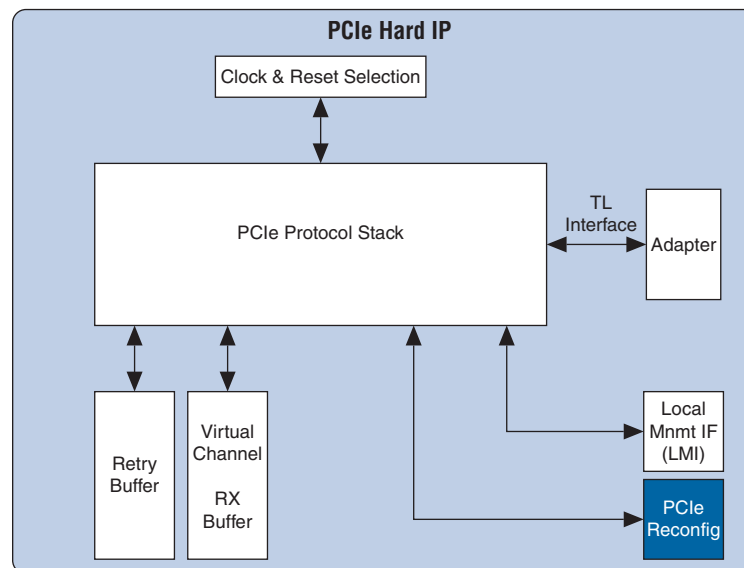 PCIe Hard IP
Clock & Reset Selection
PCIe Protocol Stack
TL
Interface
Adapter
Retry
Buffer
Virtual
Channel
RX
Buffer
Local
Mnmt IF
(LMI)
PCIe
Reconfig